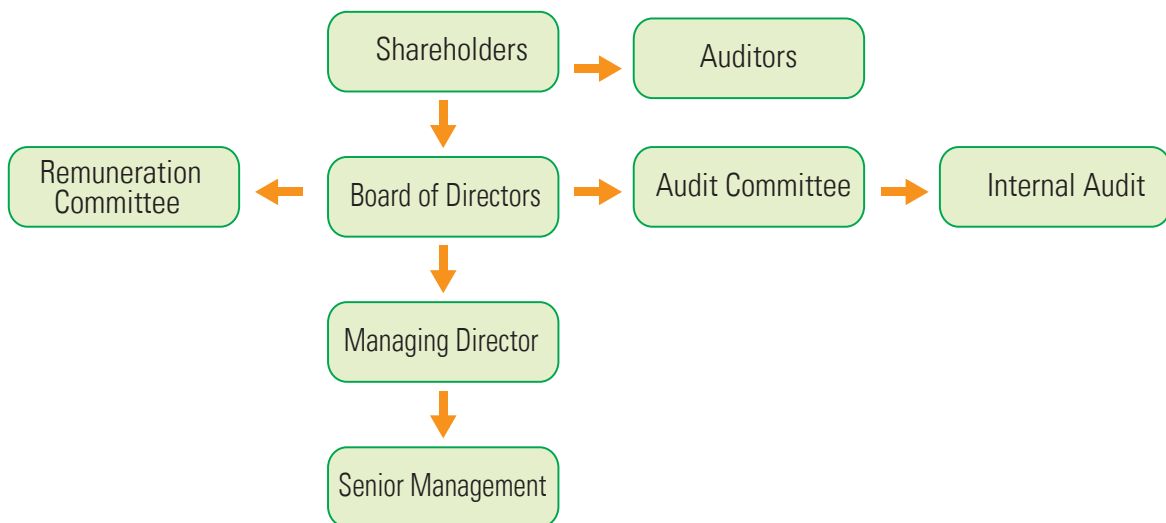 Shareholders
Auditors
Remuneration
Committee
Board of Directors
Audit Committee
Internal Audit
Managing Director
Senior Management